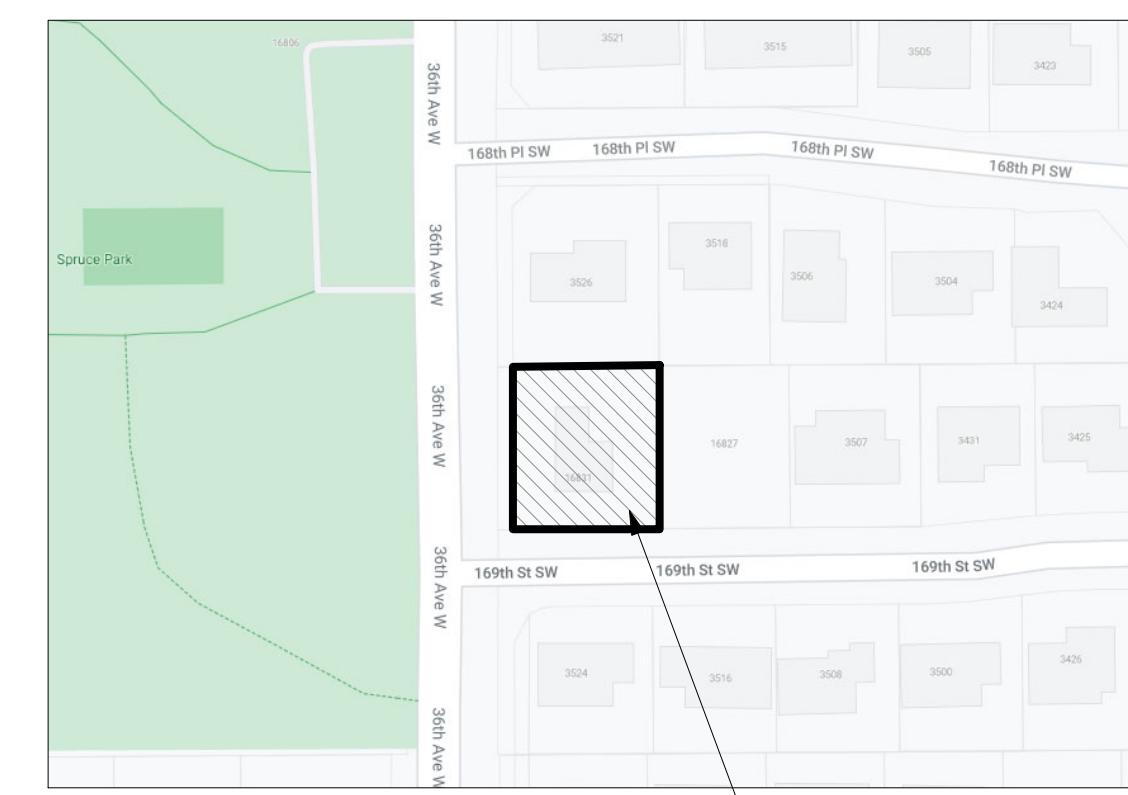 16806
36th Ave W
3521
3515
3505
3423
168th Pl SW
168th Pl SW
168th Pl SW
168th Pl SW
36th Ave W
Spruce Park
3526
3516
3506
3504
3424
36th Ave W
16831
16827
3507
3431
3425
36th Ave W
169th St SW
169th St SW
169th St SW
3524
3516
3508
3500
3426
36th Ave W